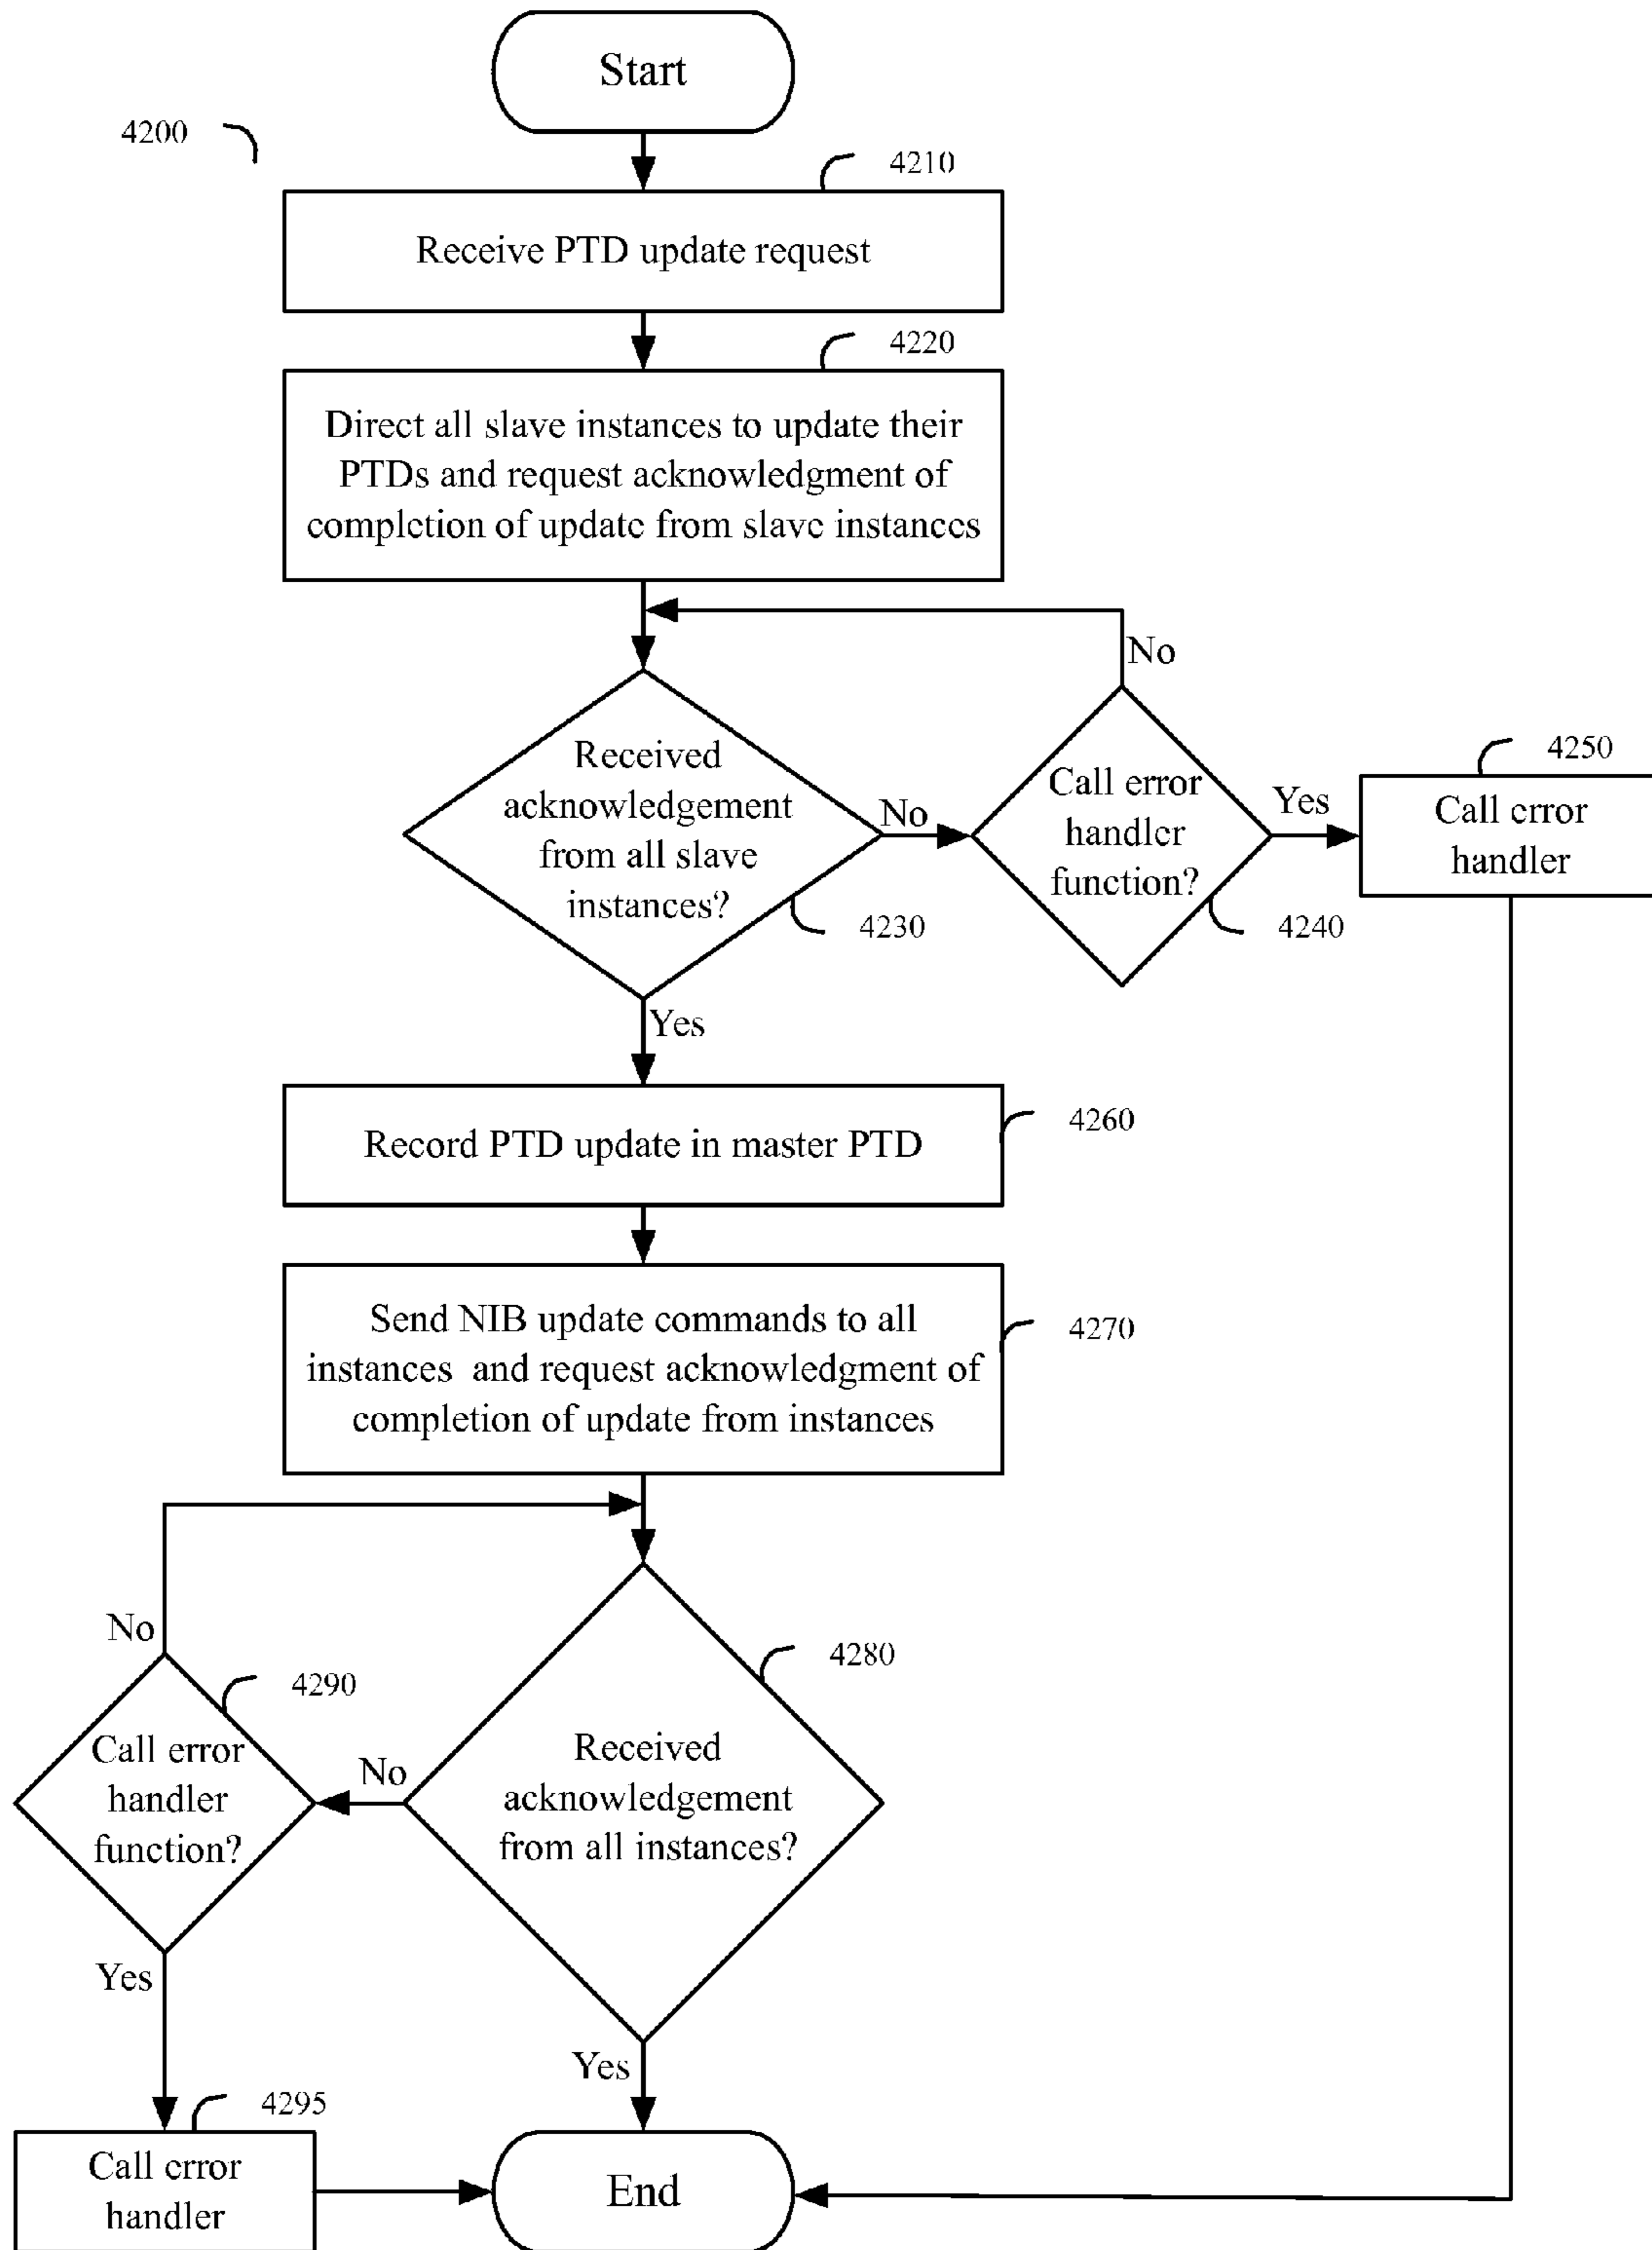 Start
4200
4210
Receive PTD update request
4220
Direct all slave instances to update their
PTDs and request acknowledgment of
completion of update from slave instances
No
Received
acknowledgement
from all slave
instances?
4230
No
Call error
handler
function?
4240
Yes
4250
Call error
handler
Yes
Record PTD update in master PTD
4260
Send NIB update commands to all
instances and request acknowledgment of
completion of update from instances
4270
No
4290
Call error
handler
function?
No
4280
Received
acknowledgement
from all instances?
Yes
Yes
4295
Call error
handler
End